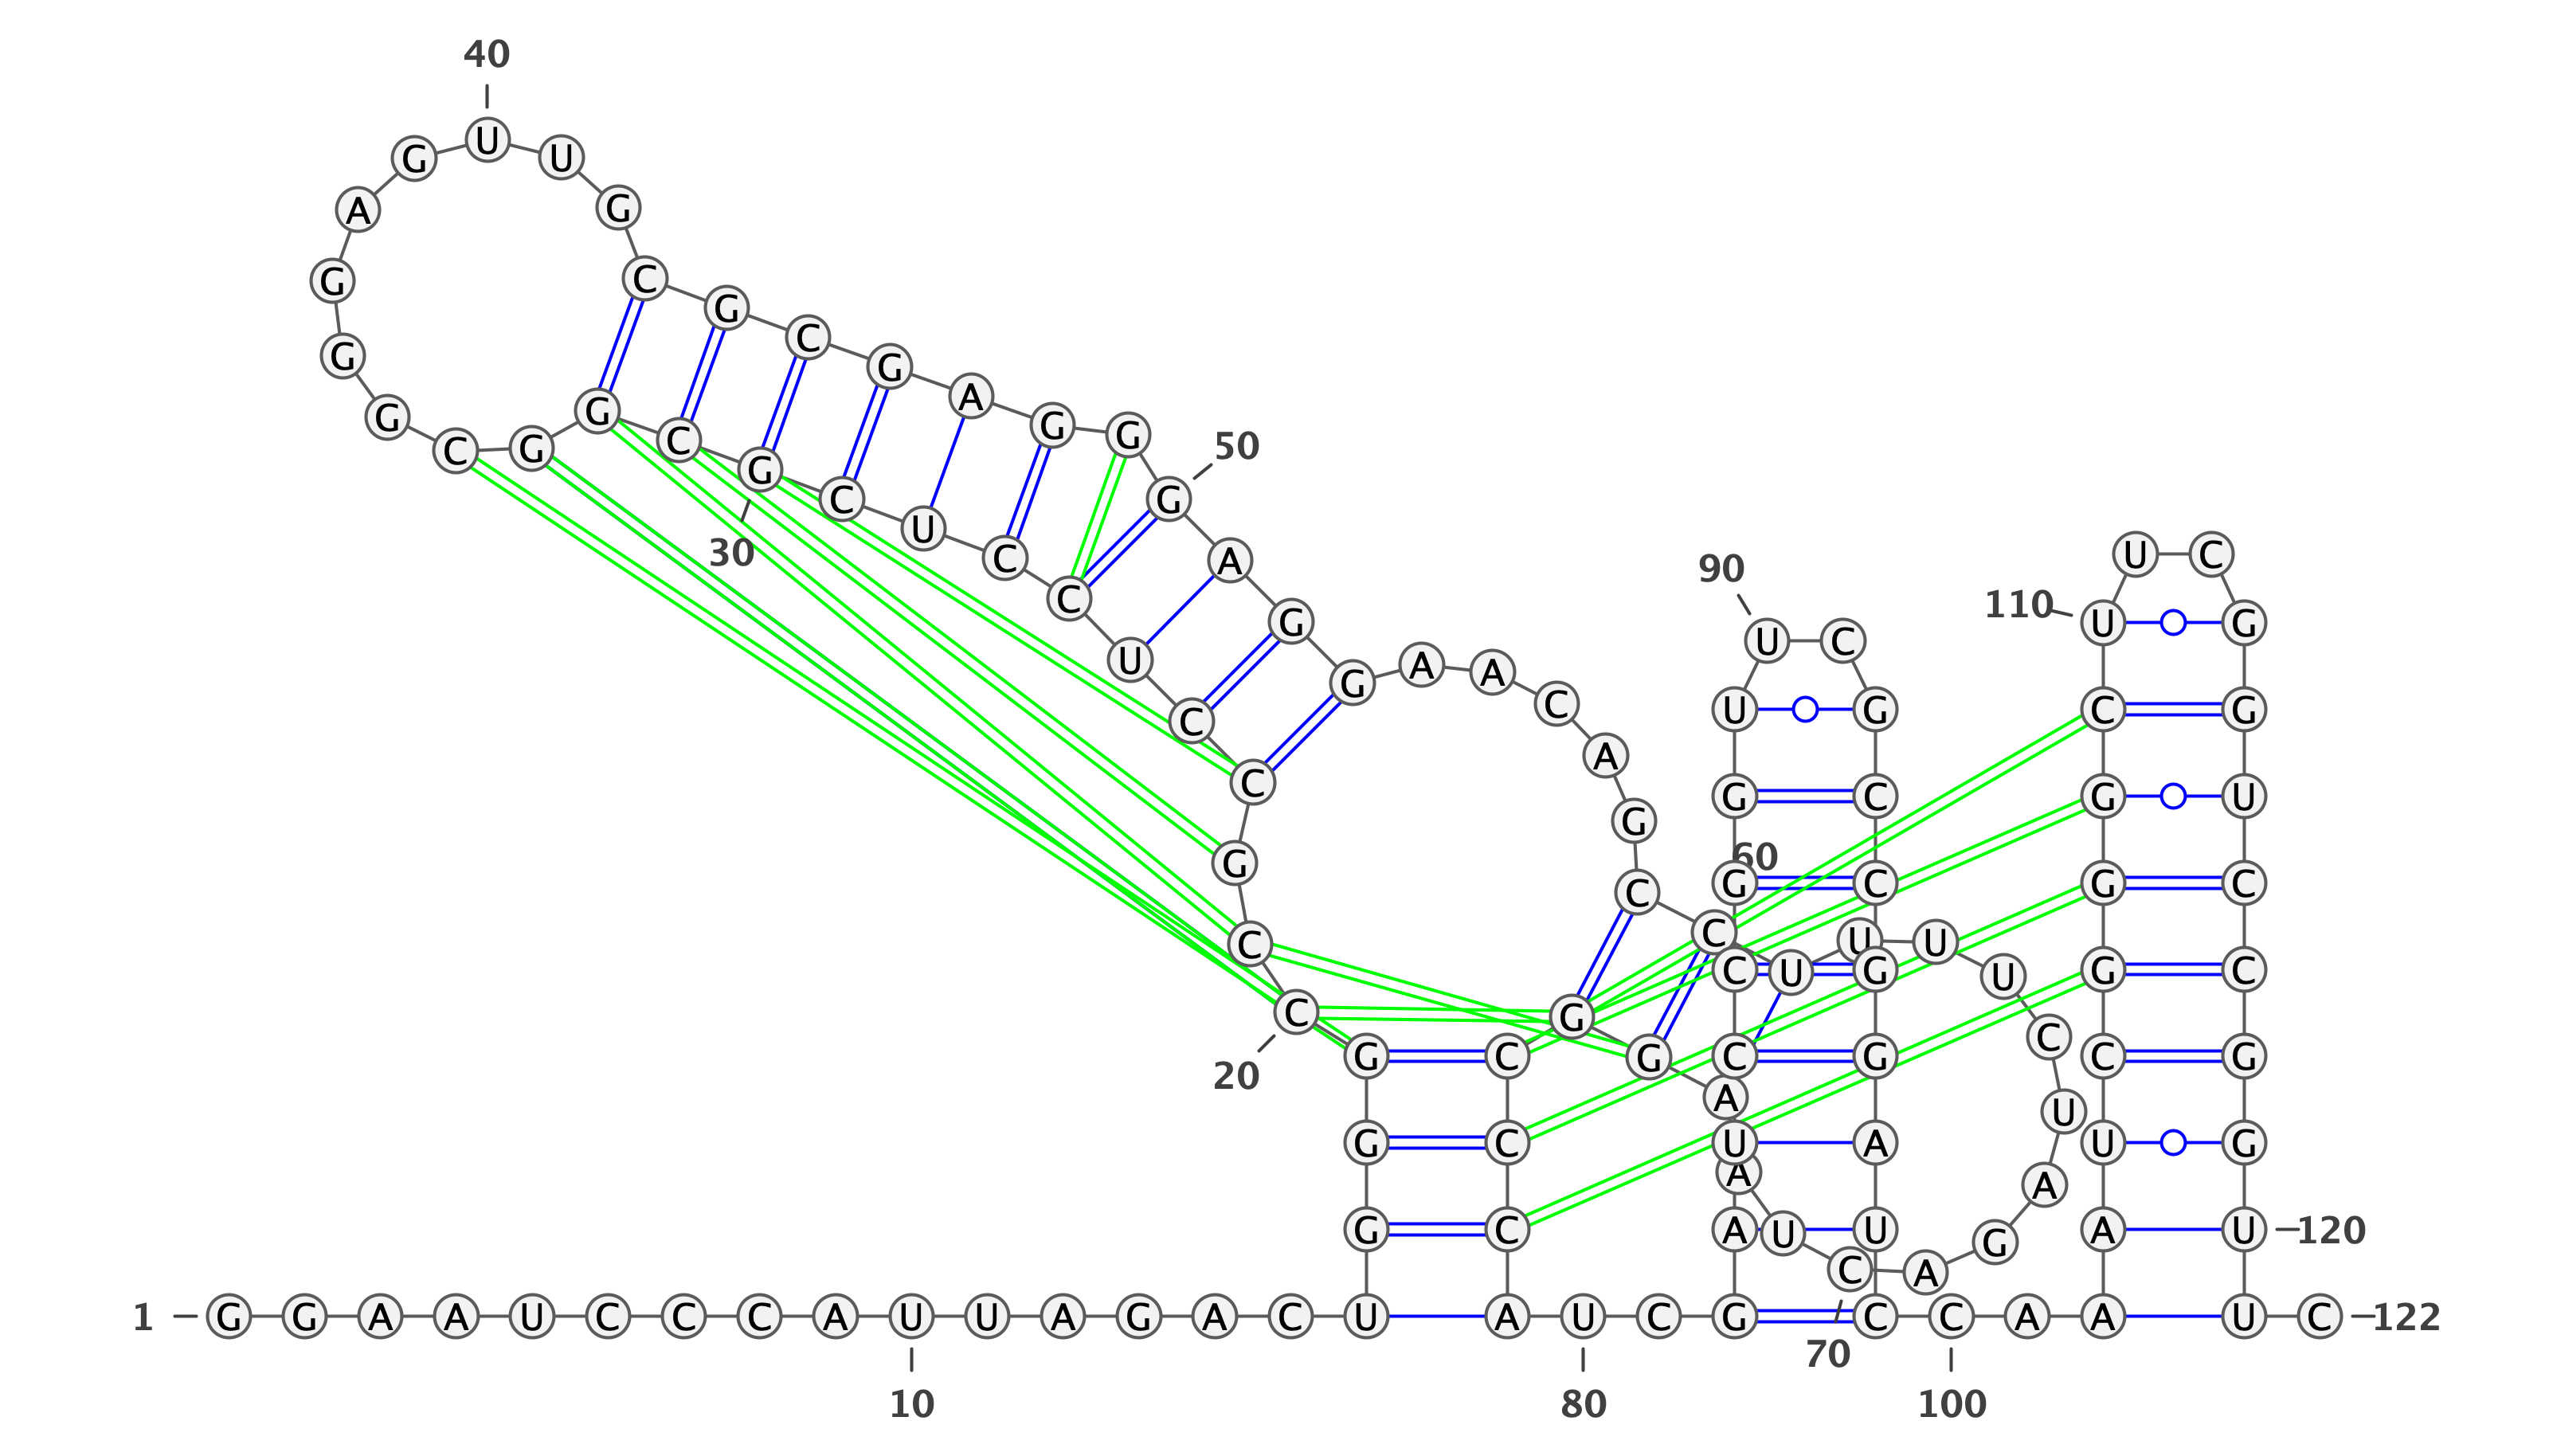 40
U
G U
A G
G C
G
C
G G
A
G G G G
C G C 50
G
C G
U
30 C A U C
90
C 110
G U G
U C
U A A
G
C C U G C G
A
C G C G U
G
G 60
G C G C
C
C C U U
C U G U G C
C G C
G C G G C G C G
20 A U
G C U A U G
A A
G C A U U G A U 120
C A
1 G G A A U C C C A U U A G A C U A U C G C C A A U C 122
70
10 80 100